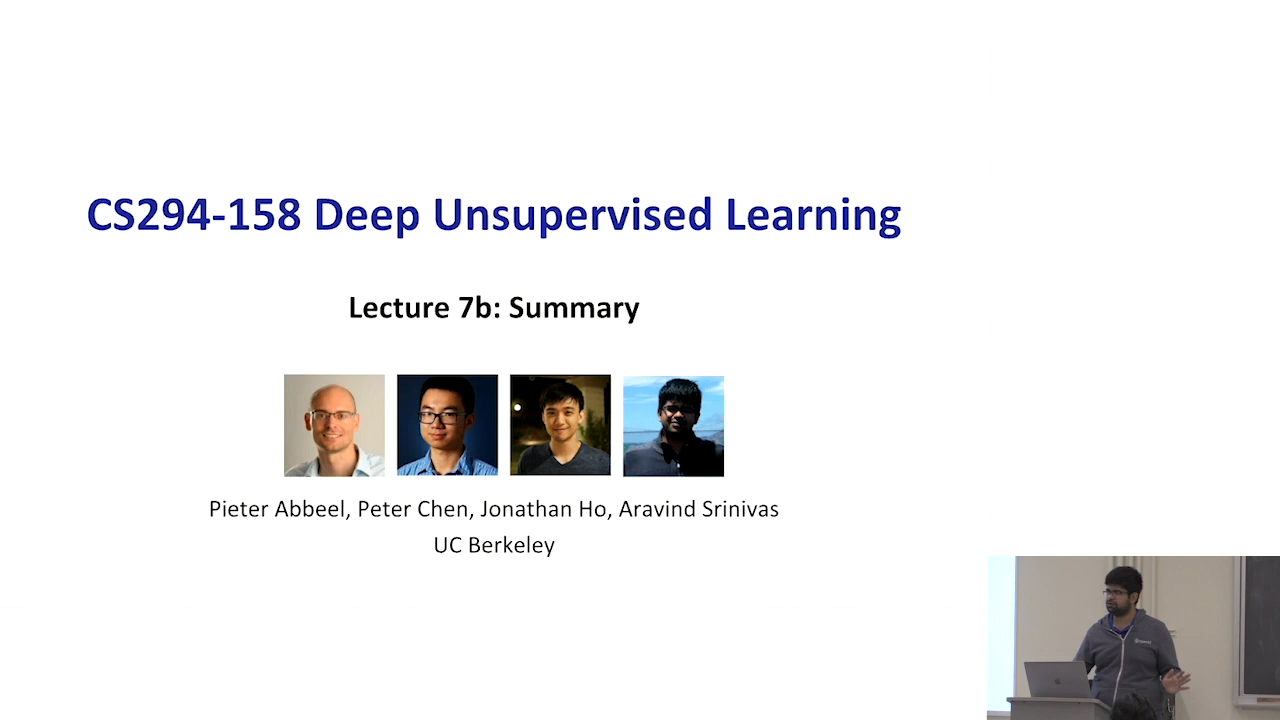 CS294-158 Deep Unsupervised Learning
Lecture 7b: Summary
Pieter Abbeel, Peter Chen, Jonathan Ho, Aravind Srinivas
UC Berkeley